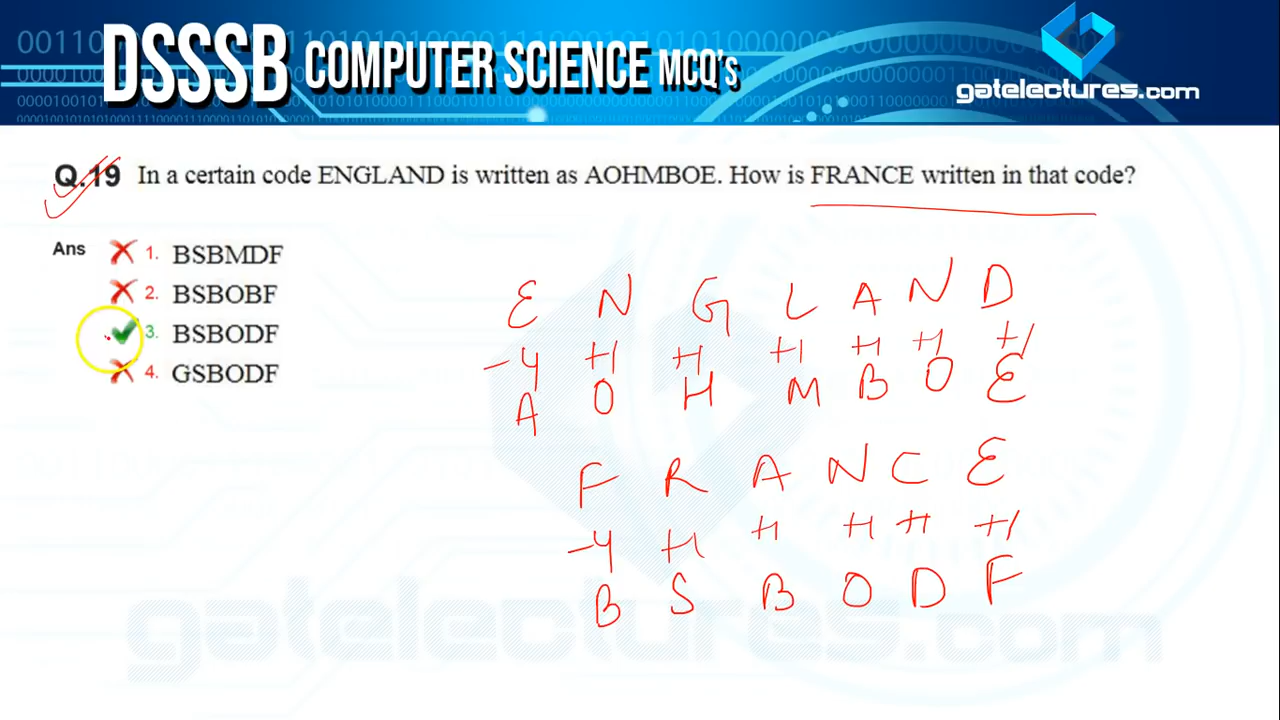 DSSSB COMPUTER SCIENCE MCQ's
gatelectures.com
Q.19 In a certain code ENGLAND is written as AOHMBOE. How is FRANCE written in that code?
Ans
1. BSBMDF
2. BSBOBF
3. BSBODF
4. GSBODF
E N G L A N D
-4 +1 +1 +1 +1 +1 +1
A O H M B O E
F R A N C E
-4 +1 +1 +1 +1 +1
B S B O D F
gatelectures.com